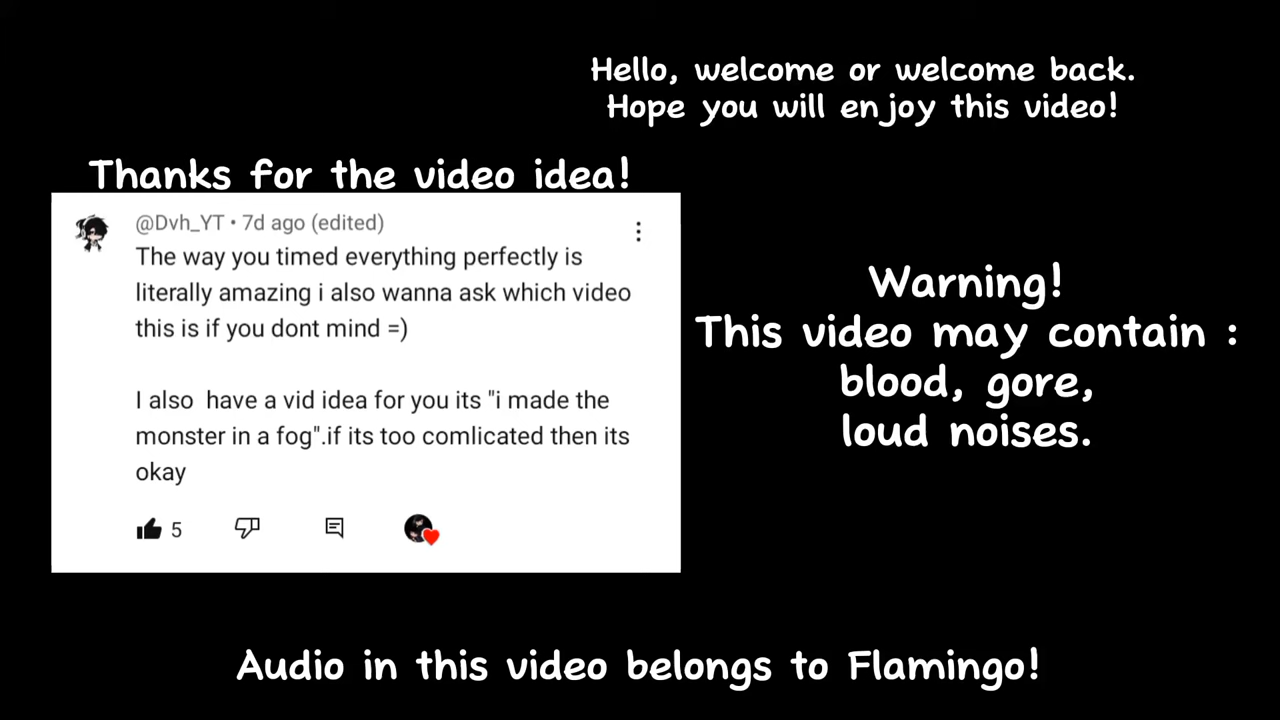 Hello, welcome or welcome back.
Hope you will enjoy this video!
Thanks for the video idea!
@Dvh_YT • 7d ago (edited)
The way you timed everything perfectly is
literally amazing i also wanna ask which video
this is if you dont mind =)
I also  have a vid idea for you its "i made the
monster in a fog".if its too comlicated then its
okay
5
Warning!
This video may contain :
blood, gore,
loud noises.
Audio in this video belongs to Flamingo!